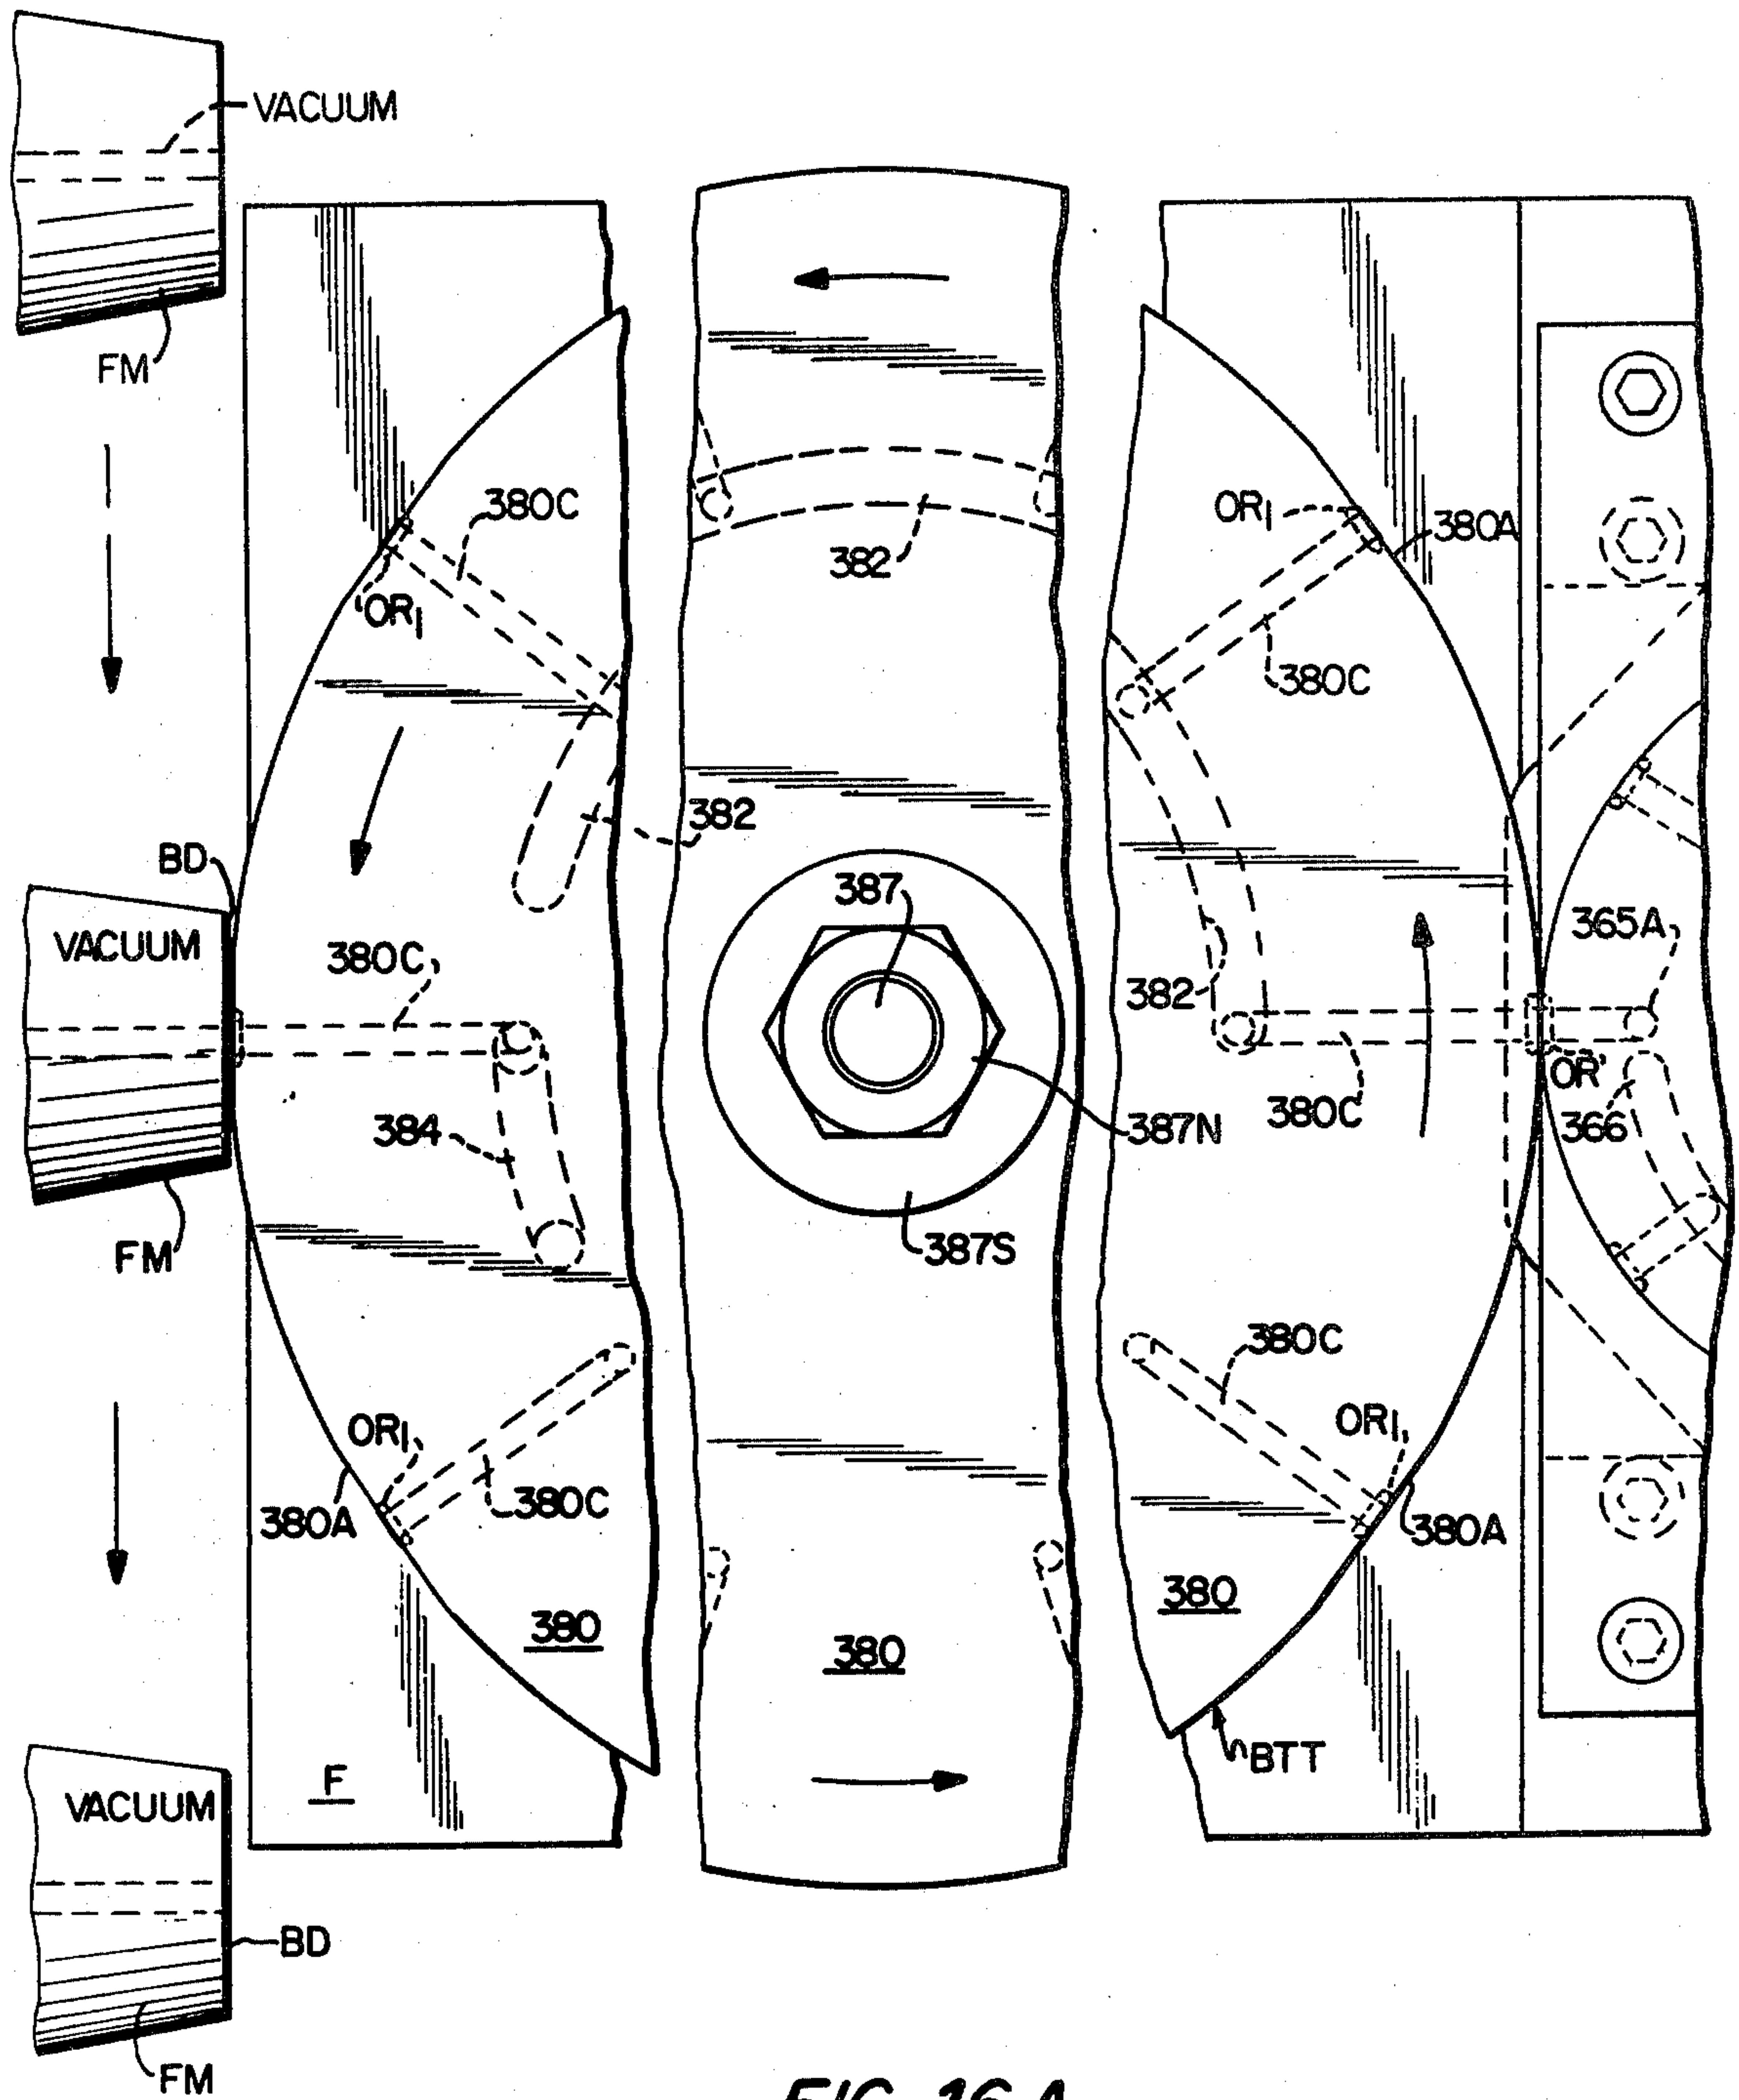 VACUUM
FM
380C
OR1
382
OR1
380A
380C
382
BD
VACUUM
380C
387
365A
382
384
380C
OR'
366
387N
FM
387S
380C
OR1
OR1
380A
380C
380A
380
380
380
BTT
F
VACUUM
BD
FM
FIG. 16A